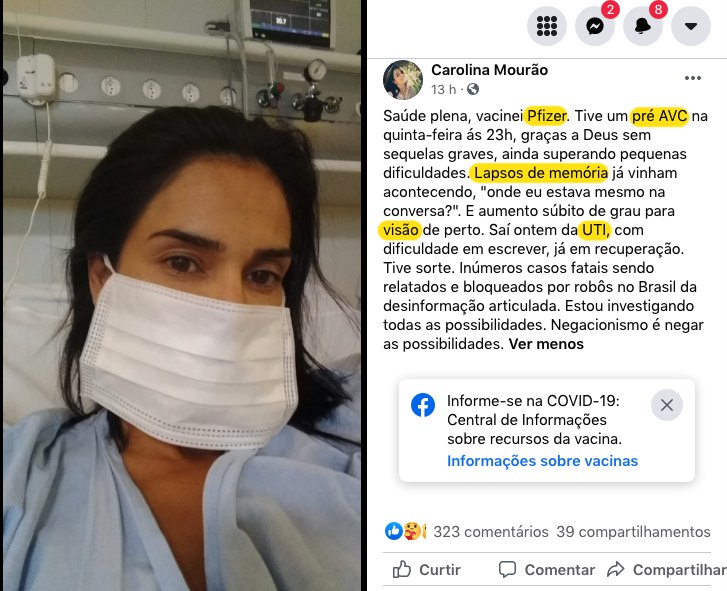 20.7
2
8
Carolina Mourão
13 h ·
Saúde plena, vacinei Pfizer. Tive um pré AVC na
quinta-feira ás 23h, graças a Deus sem
sequelas graves, ainda superando pequenas
dificuldades. Lapsos de memória já vinham
acontecendo, "onde eu estava mesmo na
conversa?". E aumento súbito de grau para
visão de perto. Saí ontem da UTI, com
dificuldade em escrever, já em recuperação.
Tive sorte. Inúmeros casos fatais sendo
relatados e bloqueados por robôs no Brasil da
desinformação articulada. Estou investigando
todas as possibilidades. Negacionismo é negar
as possibilidades. Ver menos
Informe-se na COVID-19:
Central de Informações
sobre recursos da vacina.
Informações sobre vacinas
323 comentários 39 compartilhamentos
Curtir Comentar Compartilhar